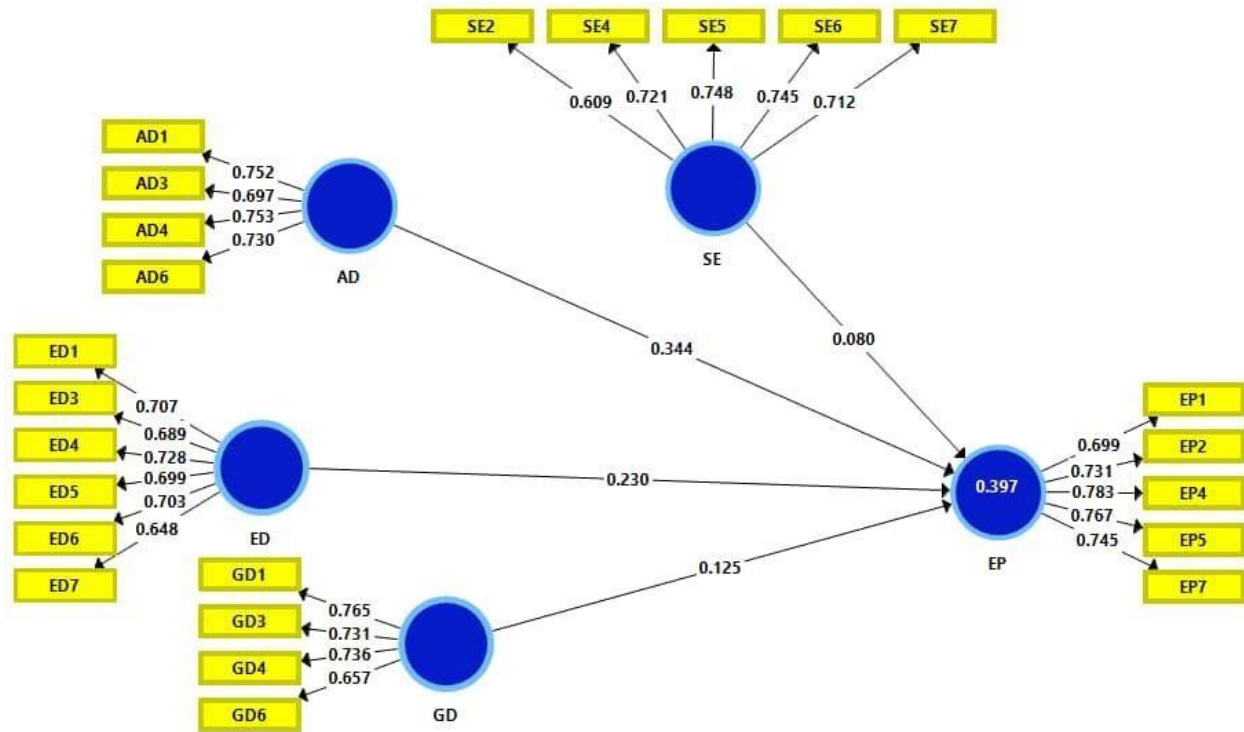 SE2 SE4 SE5 SE6 SE7
0.609 0.721 0.748 0.745 0.712
SE
AD1
AD3
AD4
AD6
0.752
0.697
0.753
0.730
AD
0.344
0.080
ED1
ED3
ED4
ED5
ED6
ED7
0.707
0.689
0.728
0.699
0.703
0.648
ED
0.230
GD1
GD3
GD4
GD6
0.765
0.731
0.736
0.657
GD
0.125
0.397
EP
0.699
0.731
0.783
0.767
0.745
EP1
EP2
EP4
EP5
EP7